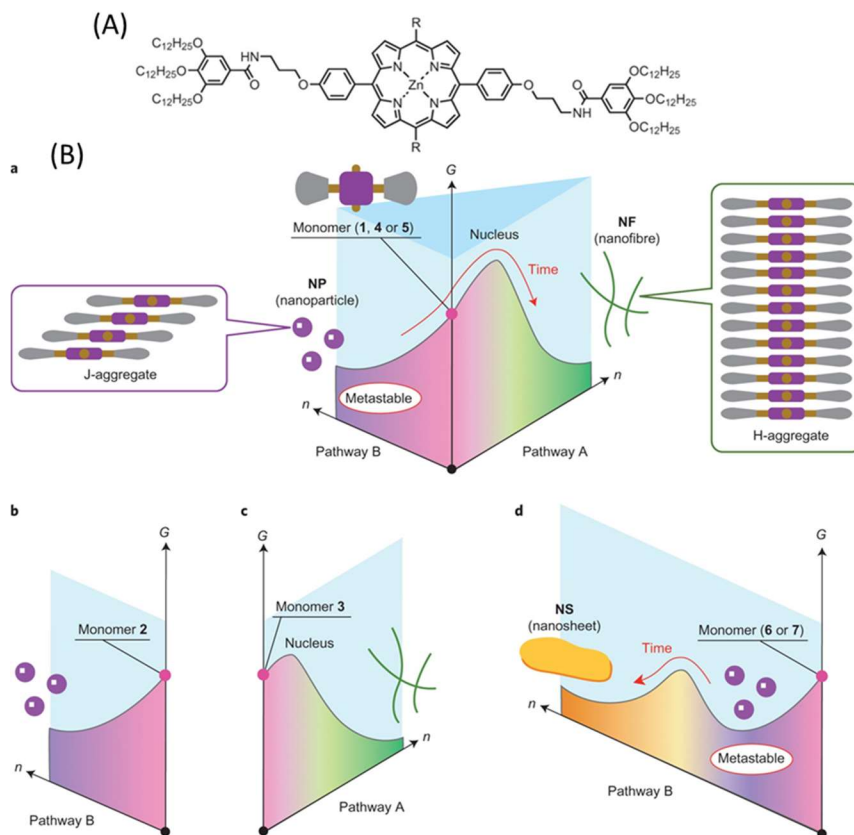 (A)
R
C12H25O
C12H25O
C12H25O
HN
O
O
N
N
Zn
N
N
R
O
NH
O
OC12H25
OC12H25
OC12H25
(B)
a
G
Monomer (1, 4 or 5)
Nucleus
Time
NP
(nanoparticle)
NF
(nanofibre)
J-aggregate
H-aggregate
Metastable
n
n
Pathway B
Pathway A
b
G
Monomer 2
n
Pathway B
c
G
Monomer 3
Nucleus
n
Pathway A
d
G
NS
(nanosheet)
Monomer (6 or 7)
Time
n
Metastable
Pathway B